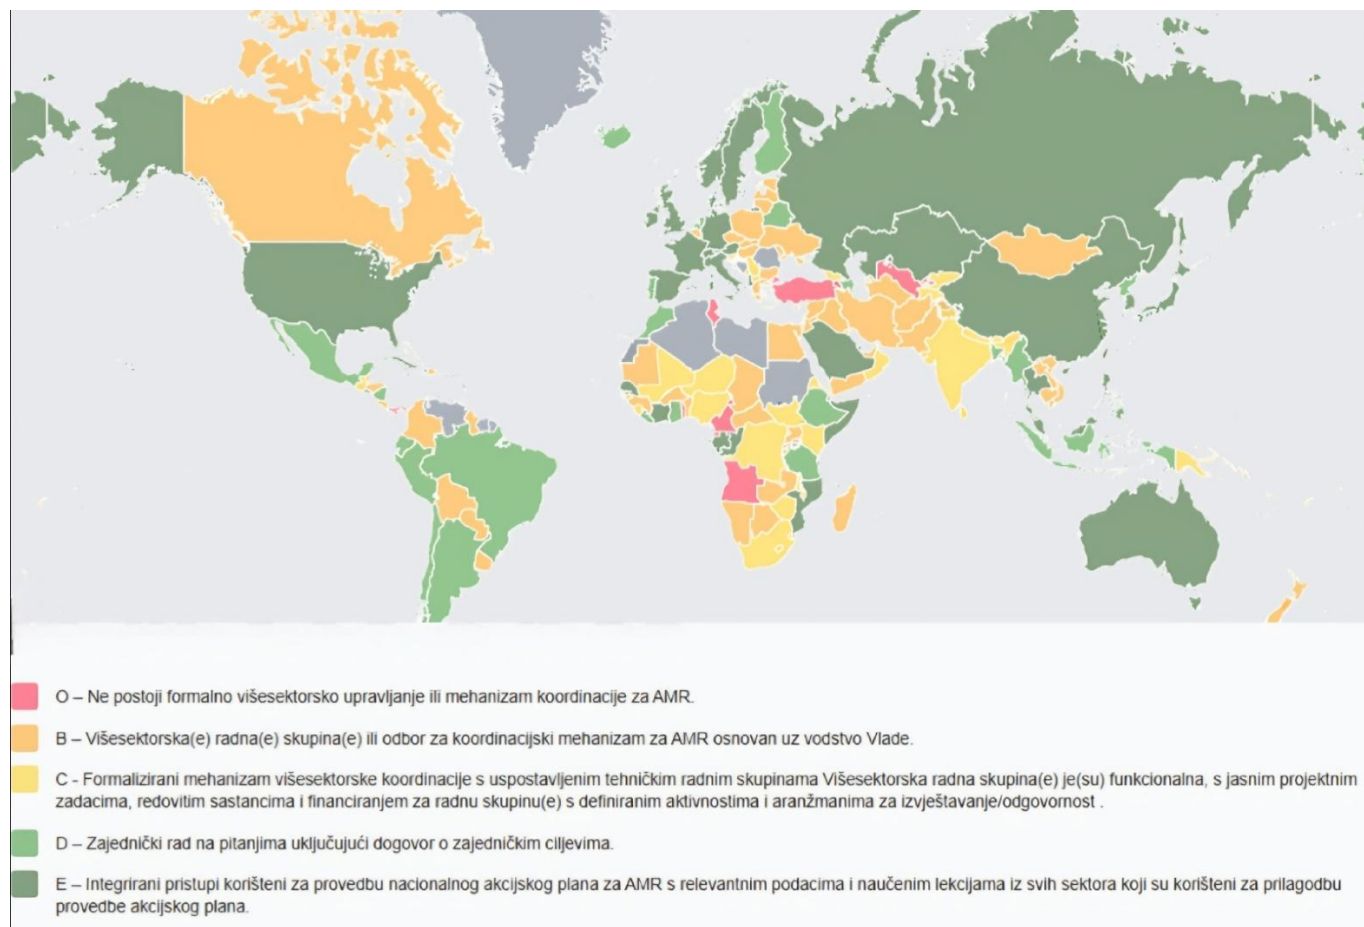 O – Ne postoji formalno višesektorsko upravljanje ili mehanizam koordinacije za AMR.
B – Višesektorska(e) radna(e) skupina(e) ili odbor za koordinacijski mehanizam za AMR osnovan uz vodstvo Vlade.
C - Formalizirani mehanizam višesektorske koordinacije s uspostavljenim tehničkim radnim skupinama Višesektorska radna skupina(e) je(su) funkcionalna, s jasnim projektnim
zadacima, redovitim sastancima i financiranjem za radnu skupinu(e) s definiranim aktivnostima i aranžmanima za izvještavanje/odgovornost .
D – Zajednički rad na pitanjima uključujući dogovor o zajedničkim ciljevima.
E – Integrirani pristupi korišteni za provedbu nacionalnog akcijskog plana za AMR s relevantnim podacima i naučenim lekcijama iz svih sektora koji su korišteni za prilagodbu
provedbe akcijskog plana.